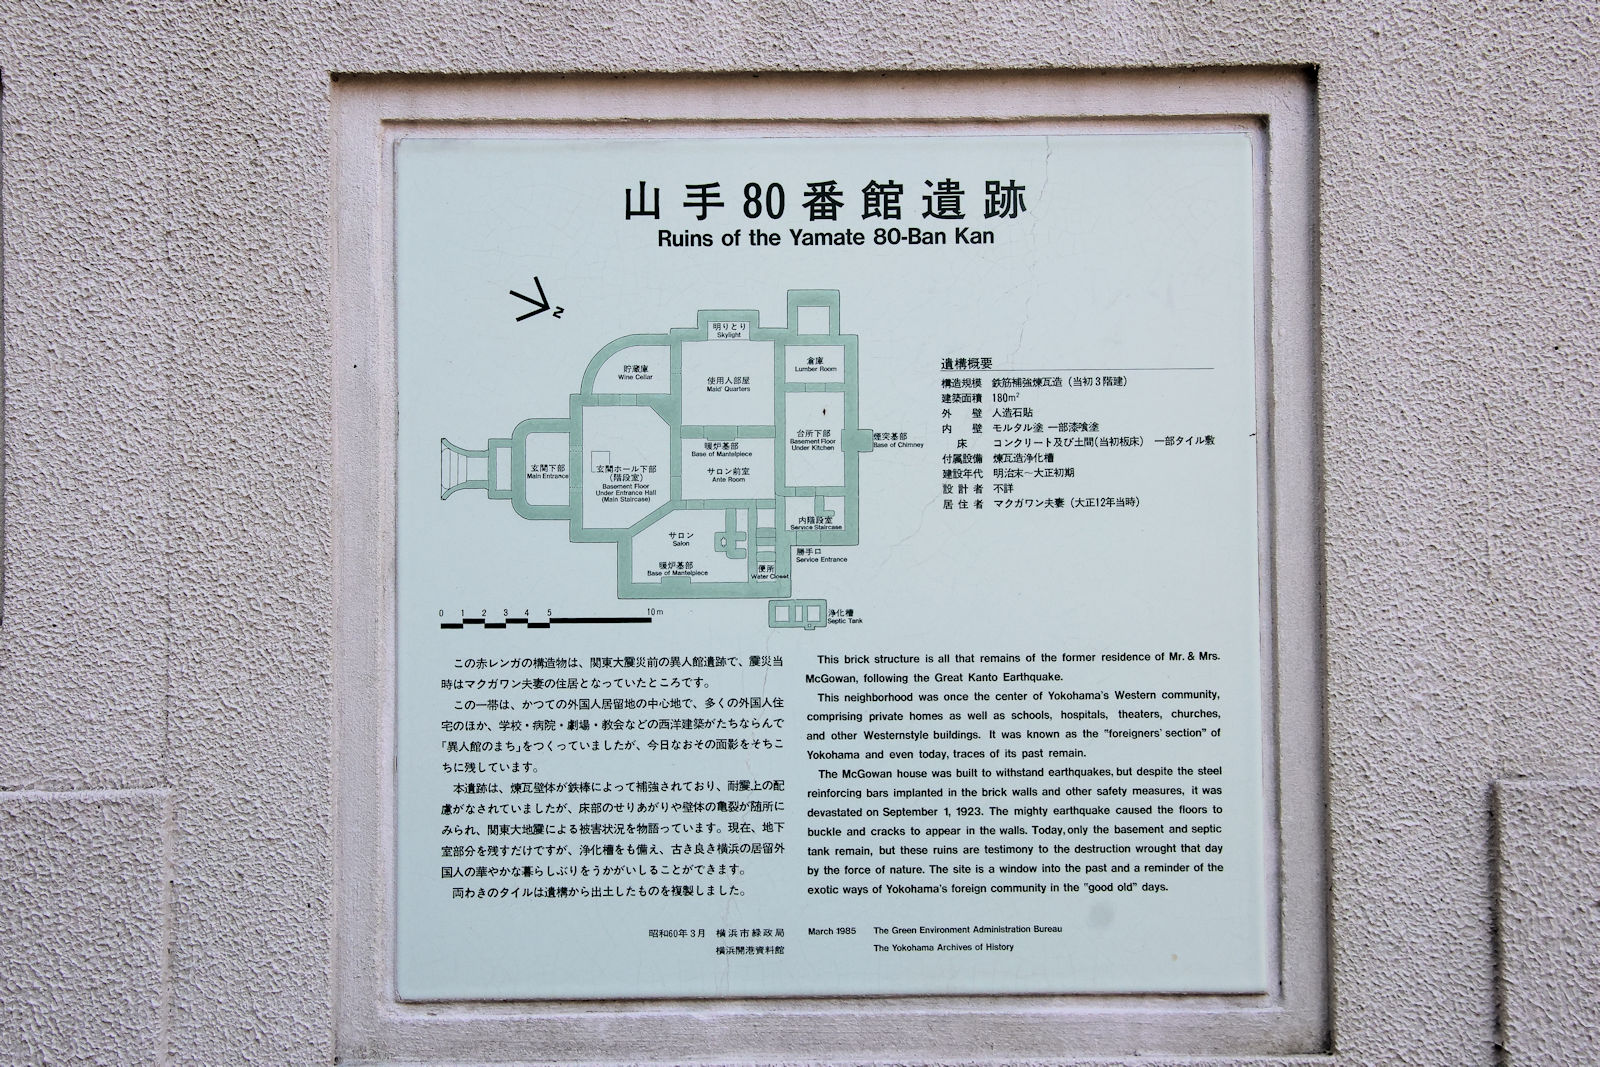 山手80番館遺跡
Ruins of the Yamate 80-Ban Kan
N
明りとり
Skylight
貯蔵庫
Wine Cellar
使用人部屋
Maid' Quarters
倉庫
Lumber Room
台所下部
Basement Floor
Under Kitchen
煙突基部
Base of Chimney
暖炉基部
Base of Mantelpiece
サロン前室
Ante Room
玄関下部
Main Entrance
玄関ホール下部
(階段室)
Basement Floor
Under Entrance Hall
(Main Staircase)
内階段室
Service Staircase
サロン
Salon
勝手口
Service Entrance
暖炉基部
Base of Mantelpiece
便所
Water Closet
浄化槽
Septic Tank
0 1 2 3 4 5 10m
遺構概要
構造規模 鉄筋補強煉瓦造（当初3階建）
建築面積 180m²
外壁 人造石貼
内壁 モルタル塗 一部漆喰塗
床 コンクリート及び土間（当初板床） 一部タイル敷
付属設備 煉瓦造浄化槽
建設年代 明治末～大正初期
設計者 不詳
居住者 マクガワン夫妻（大正12年当時）
この赤レンガの構造物は、関東大震災前の異人館遺跡で、震災当
時はマクガワン夫妻の住居となっていたところです。
この一帯は、かつての外国人居留地の中心地で、多くの外国人住
宅のほか、学校・病院・劇場・教会などの西洋建築がたちならんで
「異人館のまち」をつくっていましたが、今日なおその面影をそちこ
ちに残しています。
本遺跡は、煉瓦壁体が鉄棒によって補強されており、耐震上の配
慮がなされていましたが、床部のせりあがりや壁体の亀裂が随所に
みられ、関東大地震による被害状況を物語っています。現在、地下
室部分を残すだけですが、浄化槽をも備え、古き良き横浜の居留外
国人の華やかな暮らしぶりをうかがいしることができます。
両わきのタイルは遺構から出土したものを複製しました。
昭和60年3月 横浜市緑政局
横浜開港資料館
This brick structure is all that remains of the former residence of Mr. & Mrs.
McGowan, following the Great Kanto Earthquake.
This neighborhood was once the center of Yokohama's Western community,
comprising private homes as well as schools, hospitals, theaters, churches,
and other Westernstyle buildings. It was known as the "foreigners' section" of
Yokohama and even today, traces of its past remain.
The McGowan house was built to withstand earthquakes, but despite the steel
reinforcing bars implanted in the brick walls and other safety measures, it was
devastated on September 1, 1923. The mighty earthquake caused the floors to
buckle and cracks to appear in the walls. Today, only the basement and septic
tank remain, but these ruins are testimony to the destruction wrought that day
by the force of nature. The site is a window into the past and a reminder of the
exotic ways of Yokohama's foreign community in the "good old" days.
March 1985 The Green Environment Administration Bureau
The Yokohama Archives of History